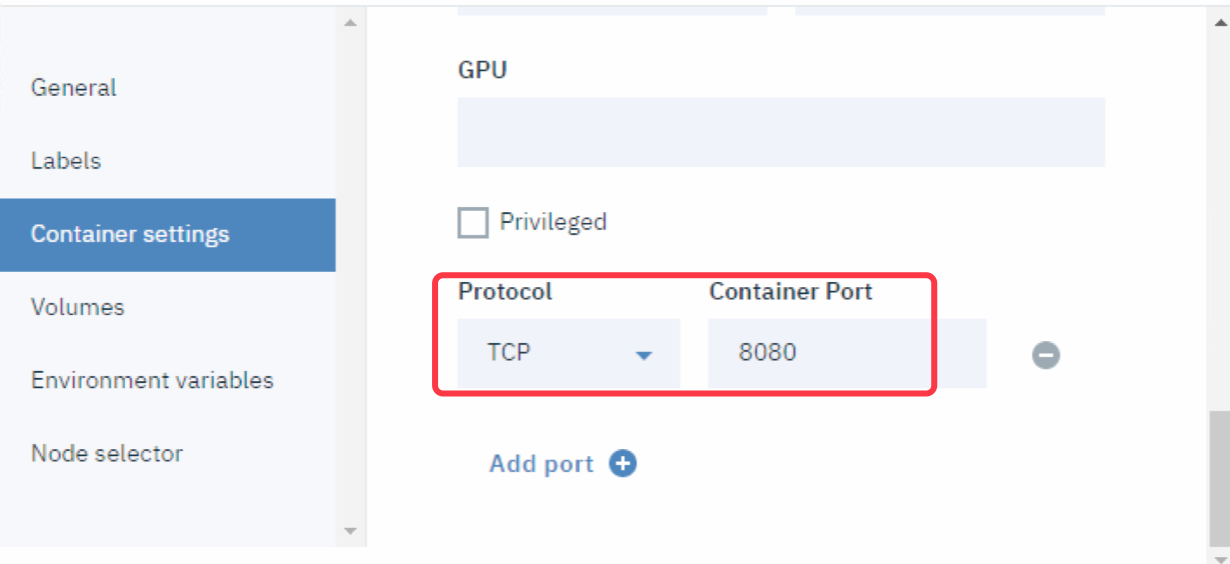 General
Labels
Container settings
Volumes
Environment variables
Node selector
GPU
Privileged
Protocol
Container Port
TCP
8080
Add port